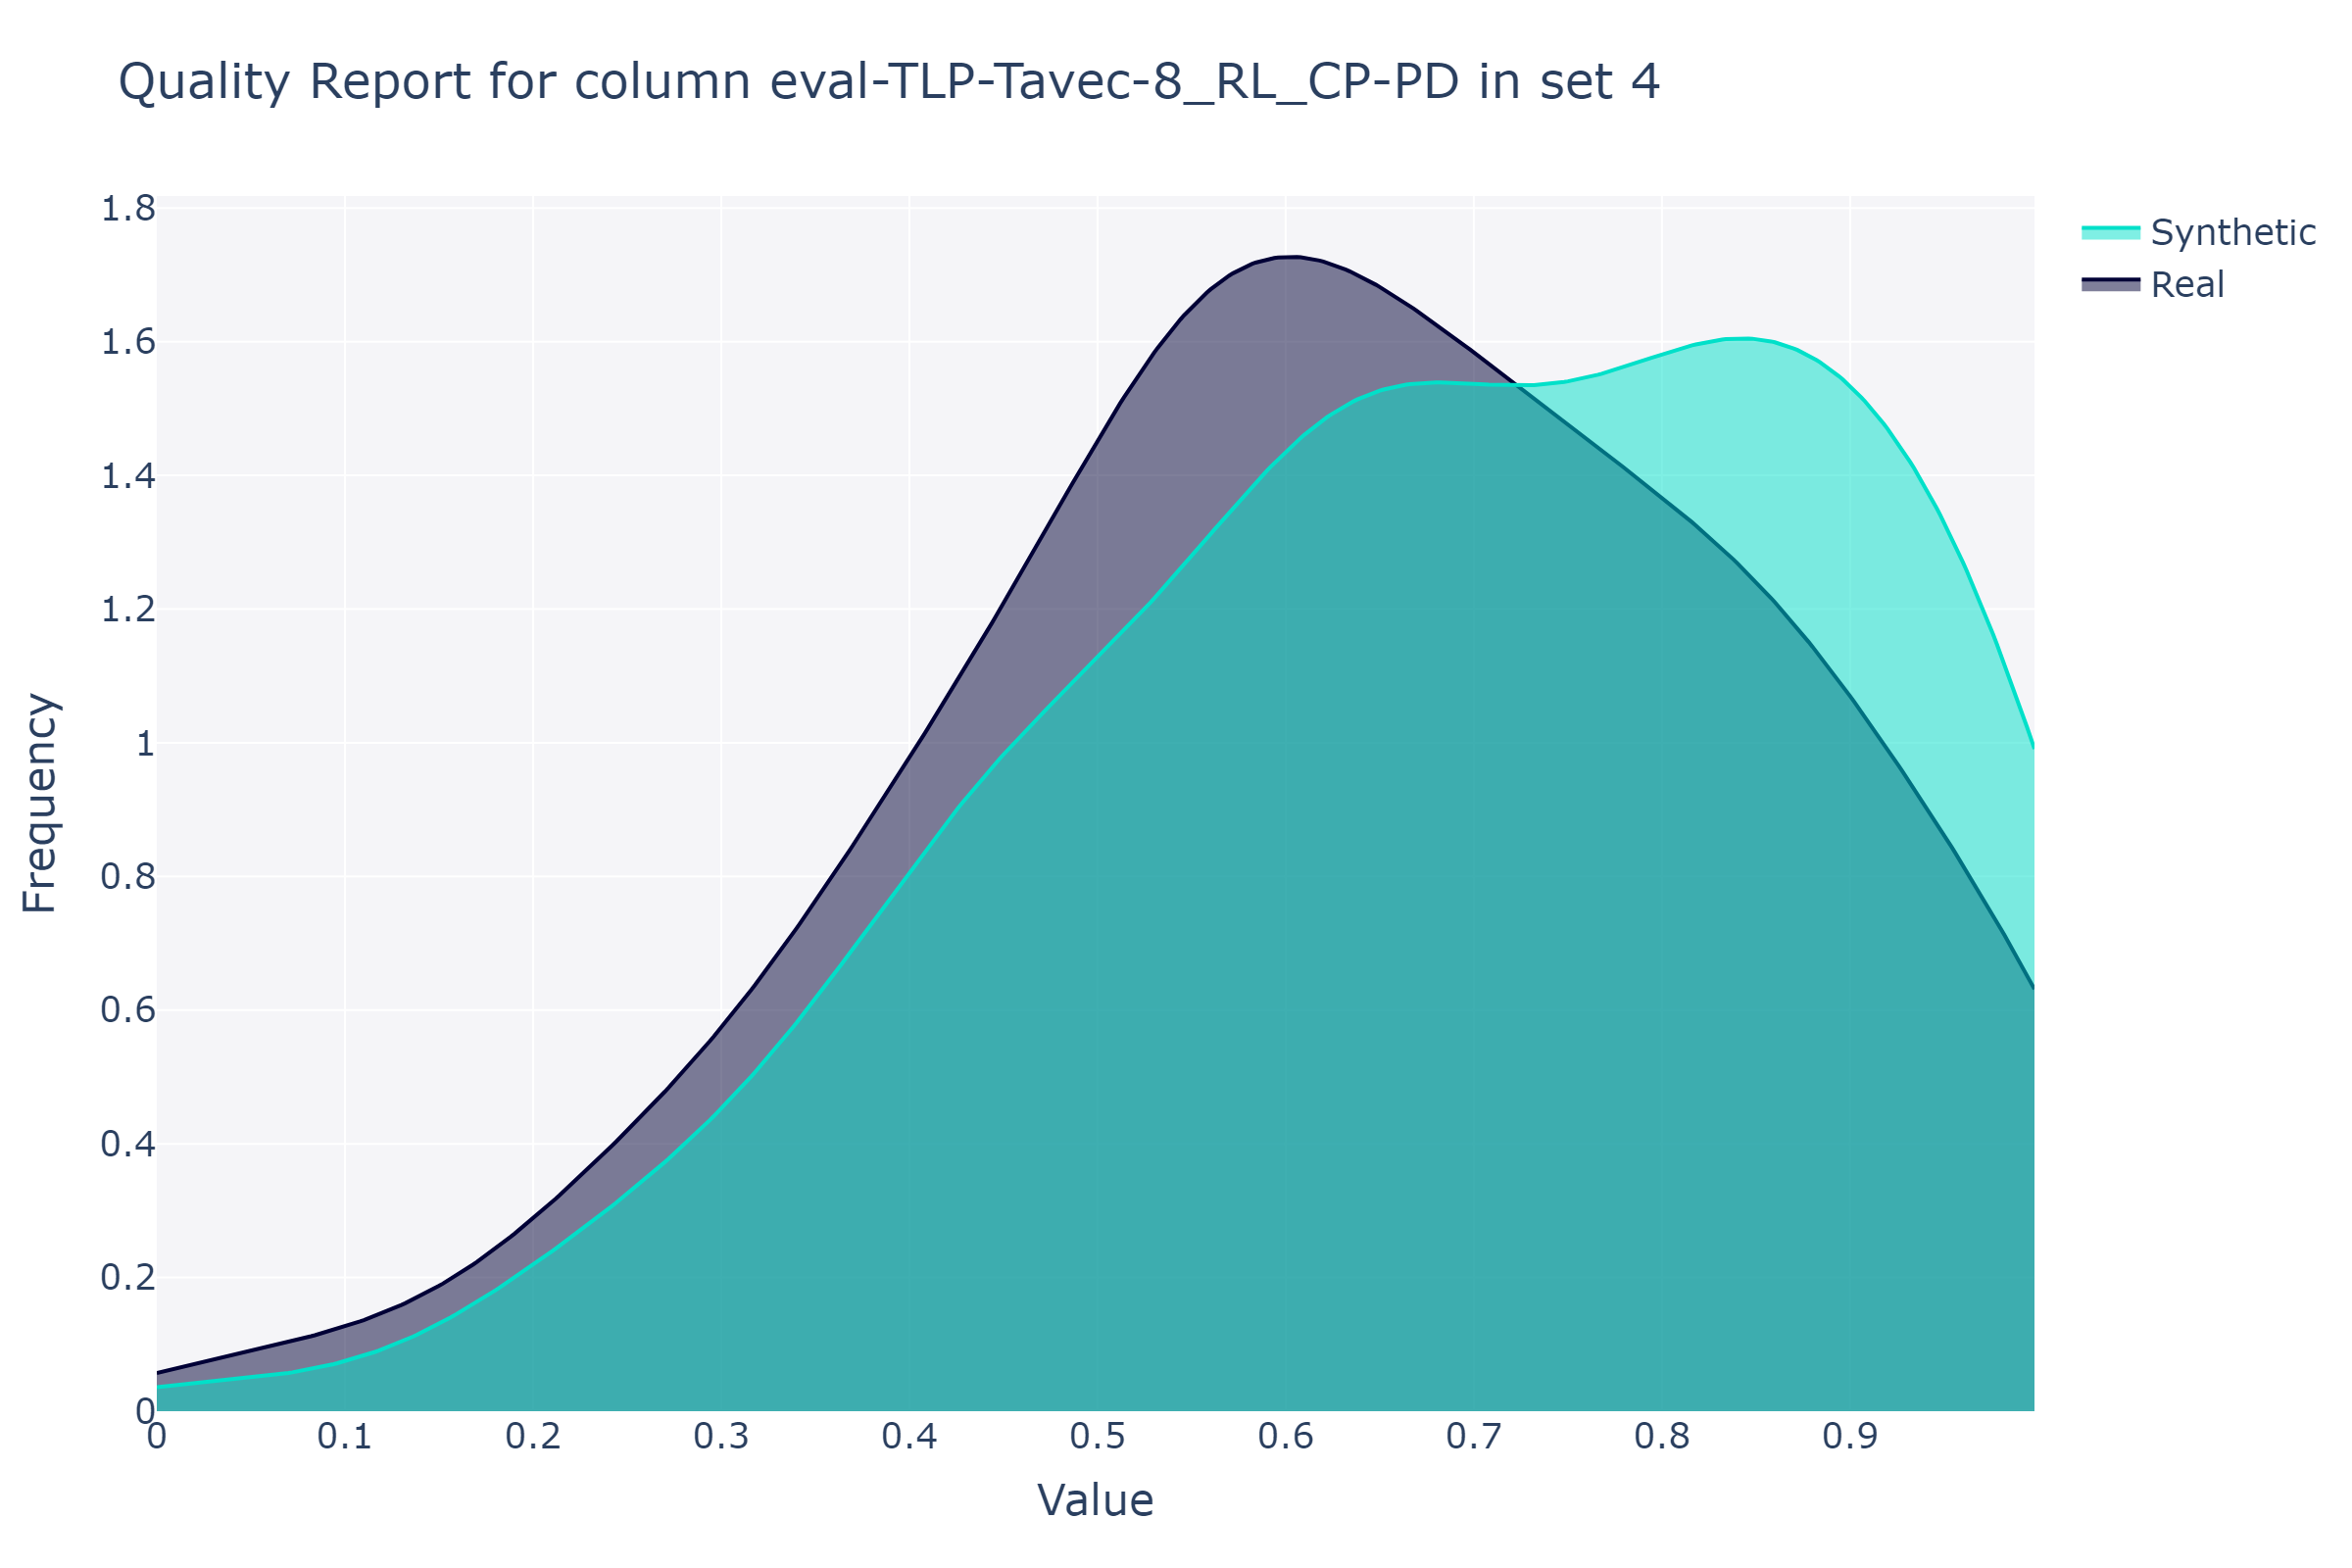 Quality Report for column eval-TLP-Tavec-8_RL_CP-PD in set 4
Synthetic
Real
1.8
1.6
1.4
1.2
1
0.8
0.6
0.4
0.2
0
Frequency
0 0.1 0.2 0.3 0.4 0.5 0.6 0.7 0.8 0.9
Value